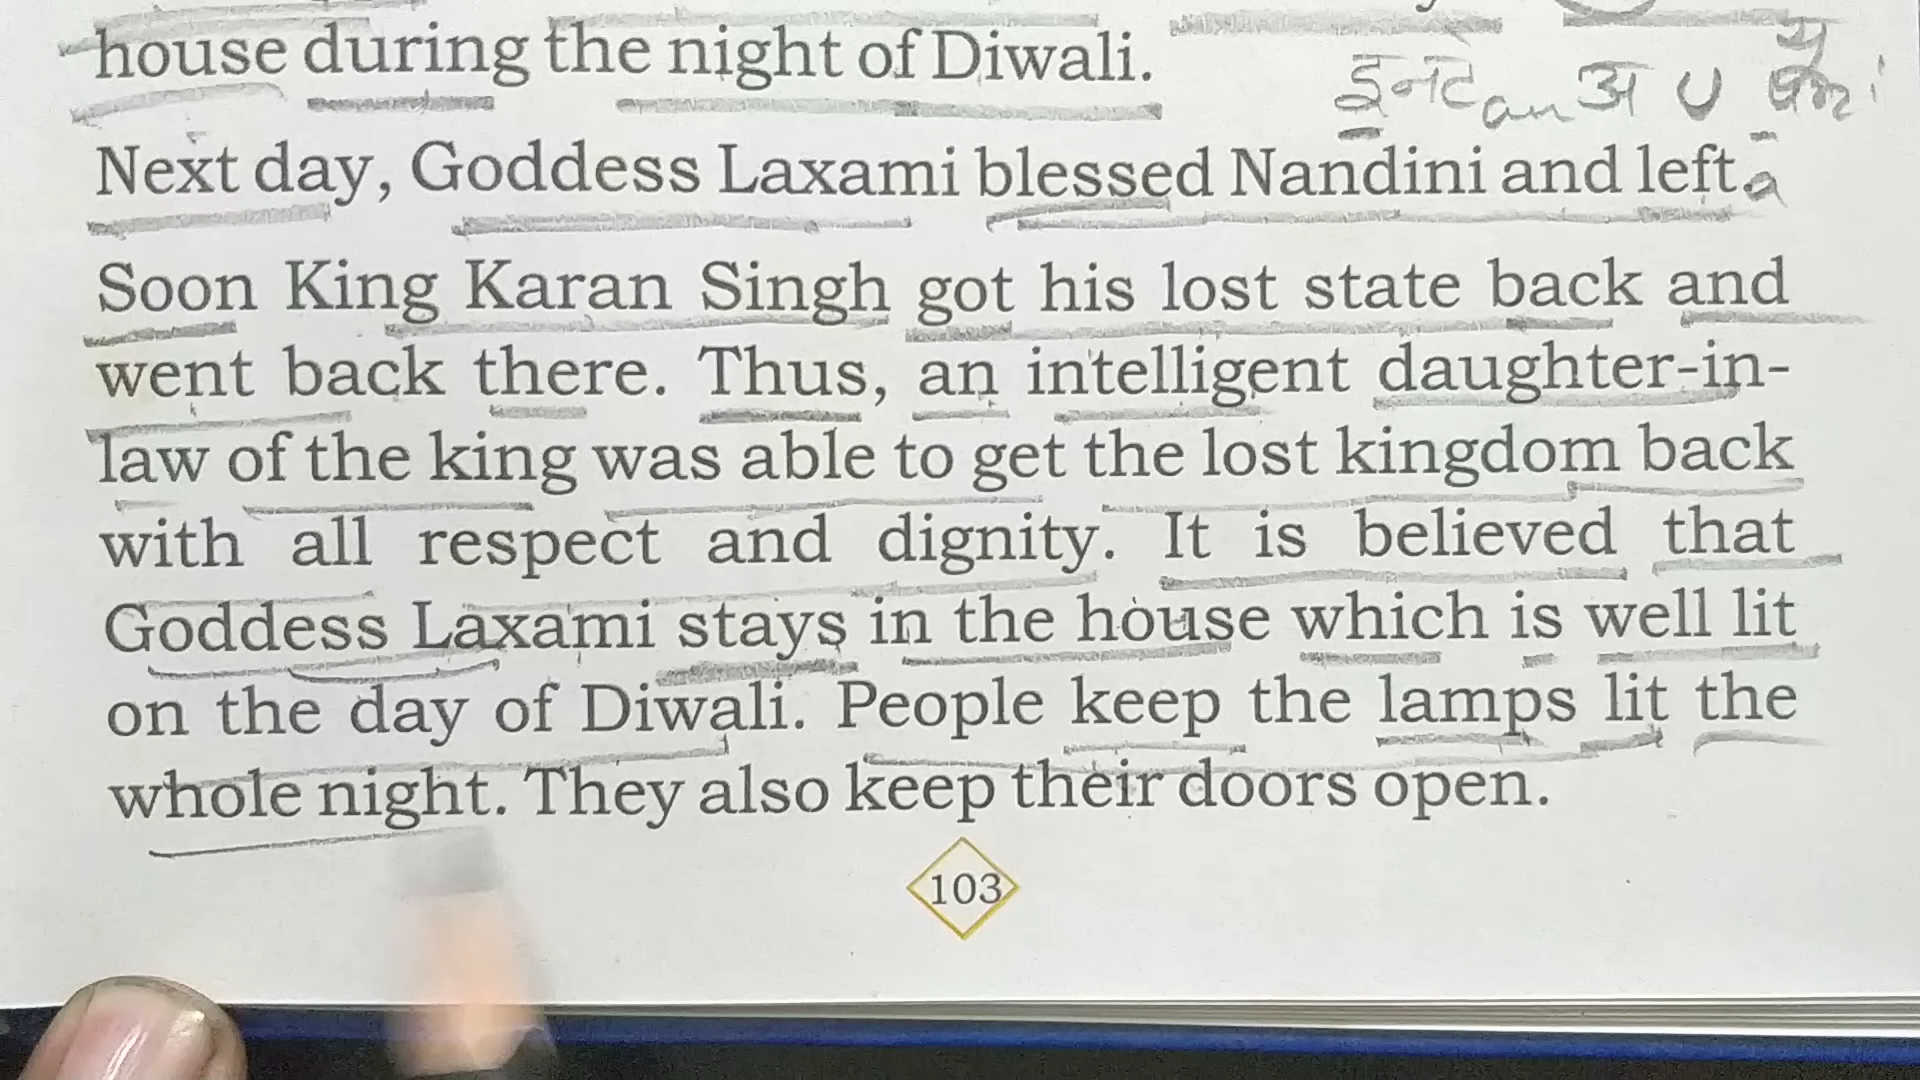 house during the night of Diwali.
an अ U
Next day, Goddess Laxami blessed Nandini and left. a
Soon King Karan Singh got his lost state back and
went back there. Thus, an intelligent daughter-in-
law of the king was able to get the lost kingdom back
with all respect and dignity. It is believed that
Goddess Laxami stays in the house which is well lit
on the day of Diwali. People keep the lamps lit the
whole night. They also keep their doors open.
103